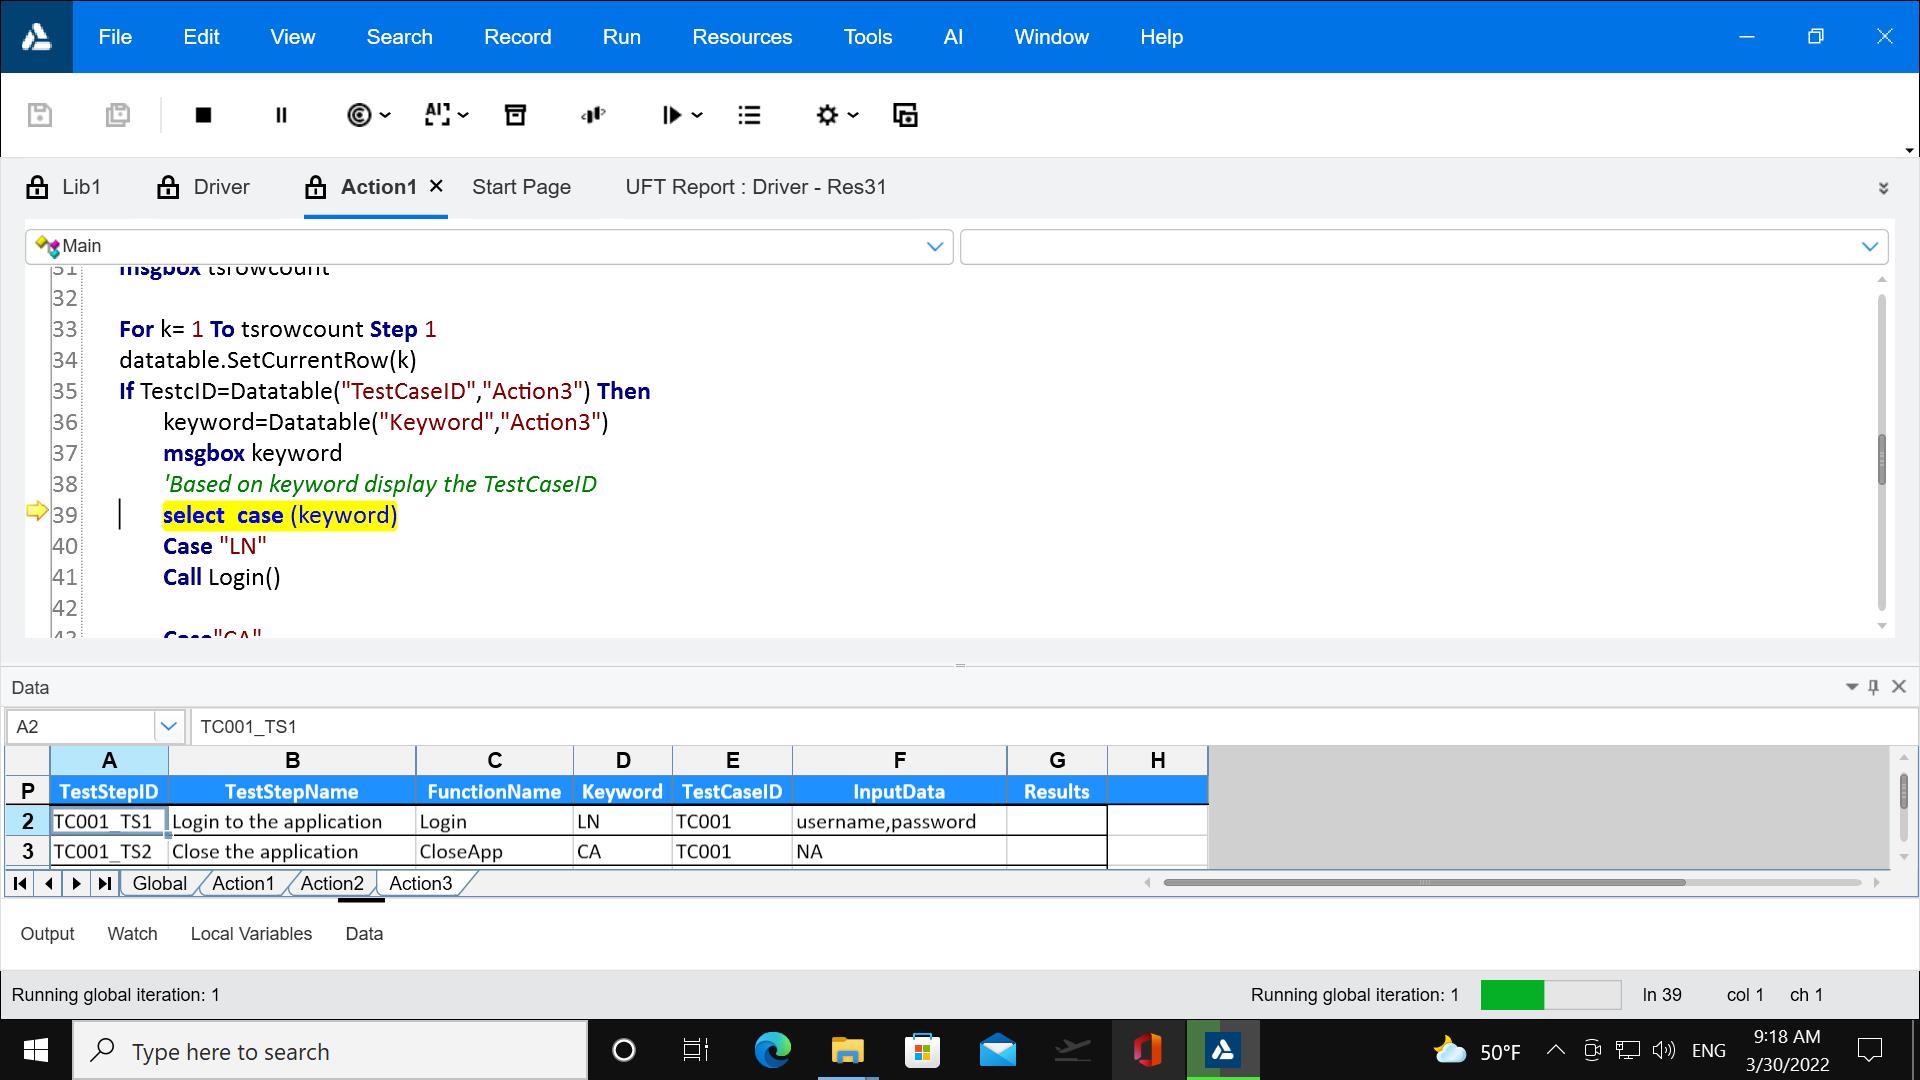 File Edit View Search Record Run Resources Tools AI Window Help
Lib1 Driver Action1 Start Page UFT Report : Driver - Res31
Main
31 msgbox tsrowcount
32
33 For k= 1 To tsrowcount Step 1
34 datatable.SetCurrentRow(k)
35 If TestcID=Datatable("TestCaseID","Action3") Then
36 keyword=Datatable("Keyword","Action3")
37 msgbox keyword
38 'Based on keyword display the TestCaseID
39 select case (keyword)
40 Case "LN"
41 Call Login()
42
43 Case"CA"
Data
A2 TC001_TS1
A B C D E F G H
P TestStepID TestStepName FunctionName Keyword TestCaseID InputData Results
2 TC001_TS1 Login to the application Login LN TC001 username,password
3 TC001_TS2 Close the application CloseApp CA TC001 NA
Global Action1 Action2 Action3
Output Watch Local Variables Data
Running global iteration: 1 Running global iteration: 1 ln 39 col 1 ch 1
Type here to search 50°F ENG 9:18 AM
3/30/2022